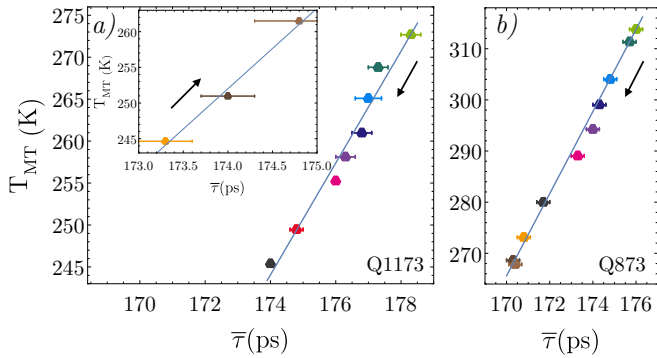 a)
275
270
265
260
255
250
245
T_MT (K)
170 172 174 176 178
τ̅(ps)
Q1173
260
255
250
245
T_MT (K)
173.0 173.5 174.0 174.5 175.0
τ̅(ps)
b)
310
300
290
280
270
170 172 174 176
τ̅(ps)
Q873